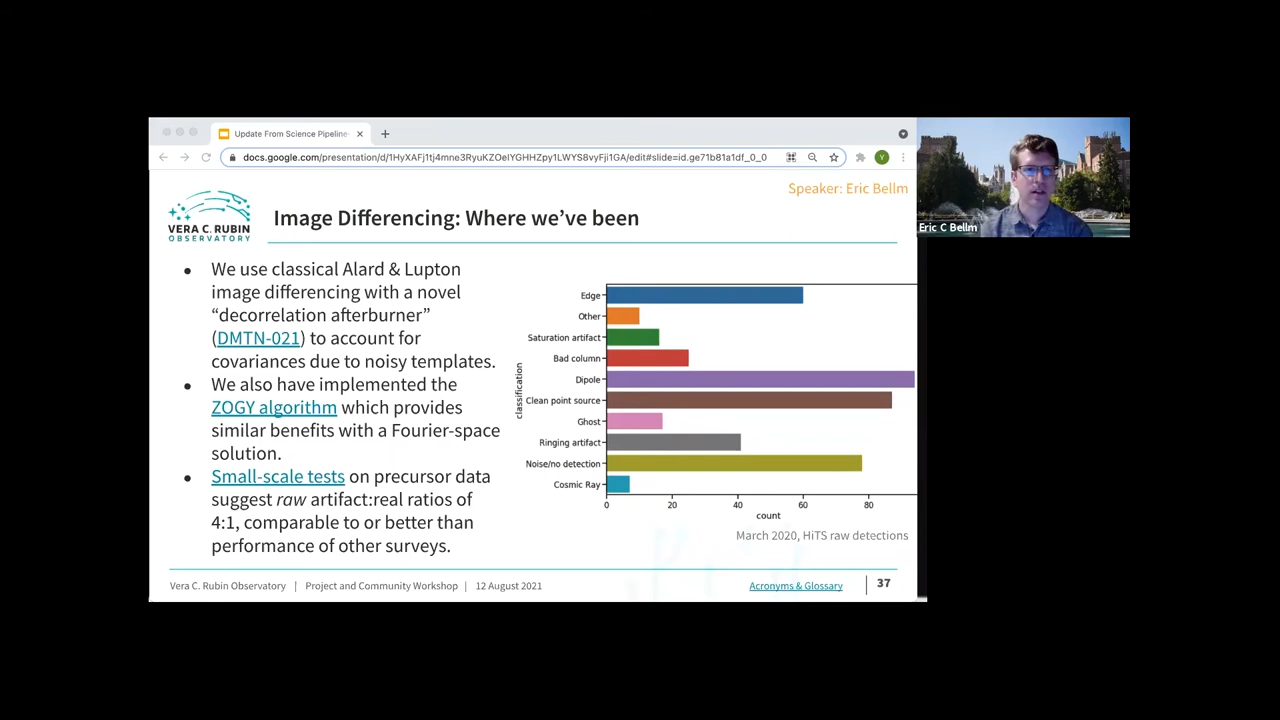 Update From Science Pipeline
docs.google.com/presentation/d/1HyXAFj1tj4mne3RyuKZOeIYGHHZpy1LWYS8vyFji1GA/edit#slide=id.ge71b81a1df_0_0
Y
Speaker: Eric Bellm
VERA C. RUBIN
OBSERVATORY
Image Differencing: Where we've been
● We use classical Alard & Lupton
image differencing with a novel
“decorrelation afterburner”
(DMTN-021) to account for
covariances due to noisy templates.
● We also have implemented the
ZOGY algorithm which provides
similar benefits with a Fourier-space
solution.
● Small-scale tests on precursor data
suggest raw artifact:real ratios of
4:1, comparable to or better than
performance of other surveys.
classification
Edge
Other
Saturation artifact
Bad column
Dipole
Clean point source
Ghost
Ringing artifact
Noise/no detection
Cosmic Ray
0 20 40 60 80
count
March 2020, HiTS raw detections
Vera C. Rubin Observatory | Project and Community Workshop | 12 August 2021
Acronyms & Glossary
37
Eric C Bellm